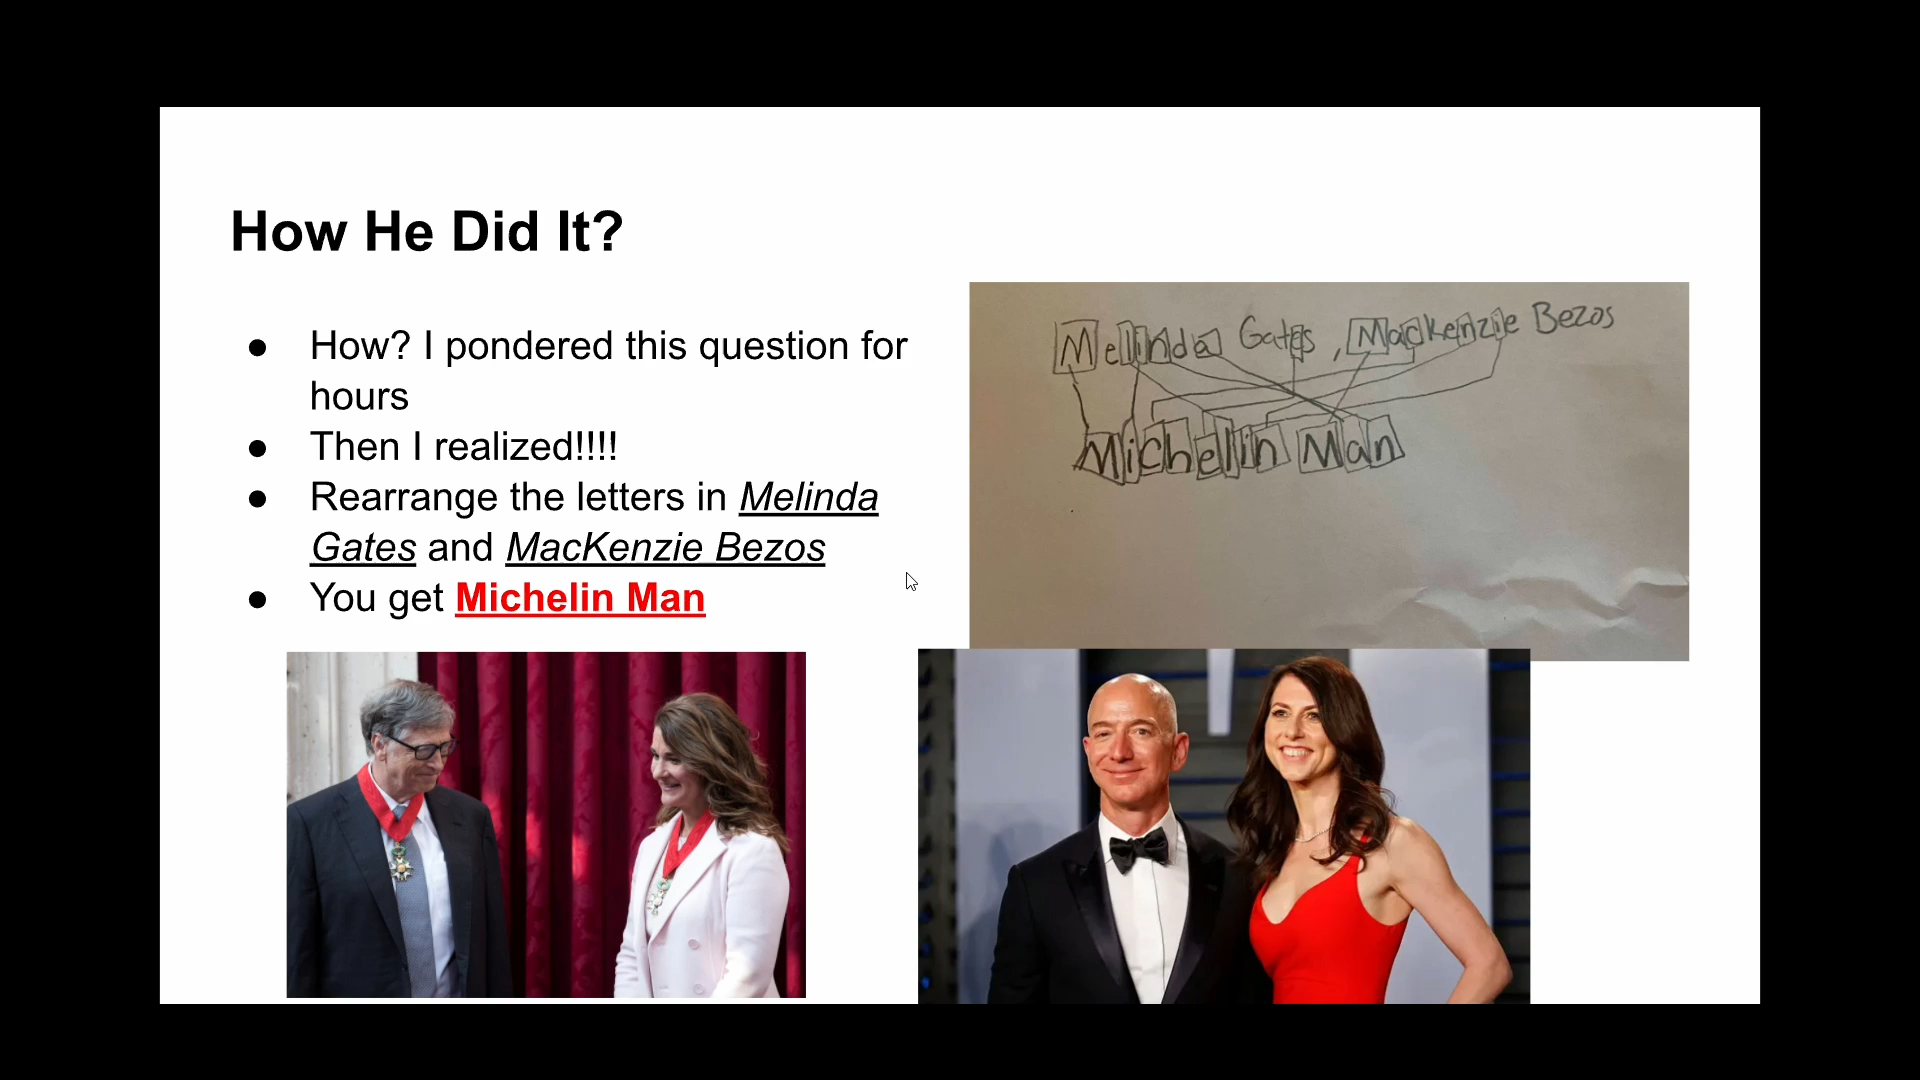 How He Did It?
● How? I pondered this question for
hours
● Then I realized!!!!
● Rearrange the letters in Melinda
Gates and MacKenzie Bezos
● You get Michelin Man
Melinda Gates, MacKenzie Bezos
Michelin Man